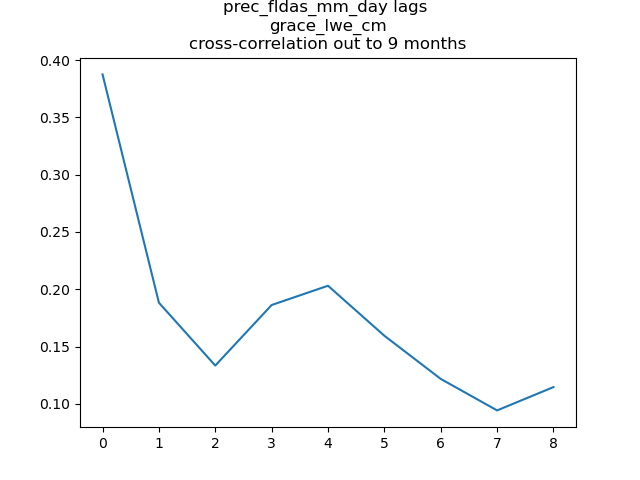 prec_fldas_mm_day lags
grace_lwe_cm
cross-correlation out to 9 months
0.40
0.35
0.30
0.25
0.20
0.15
0.10
0 1 2 3 4 5 6 7 8